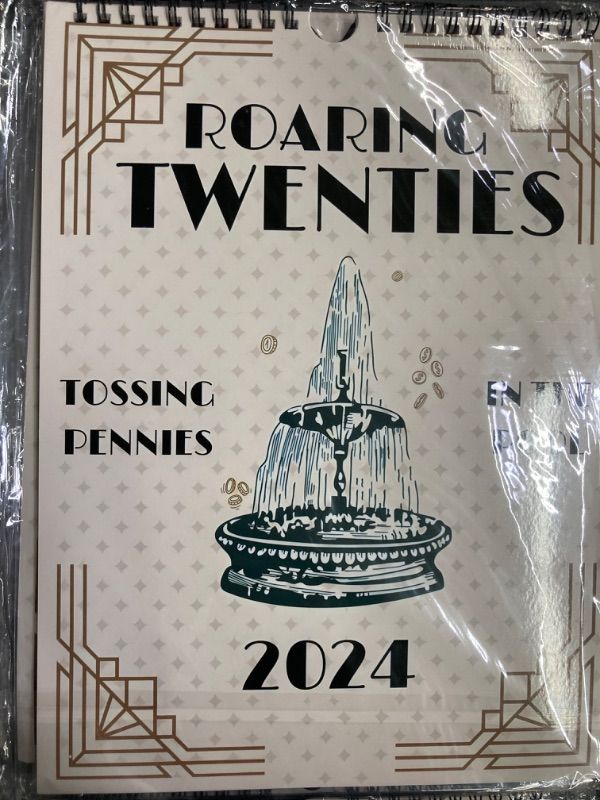 ROARING
TWENTIES
TOSSING
PENNIES
2024